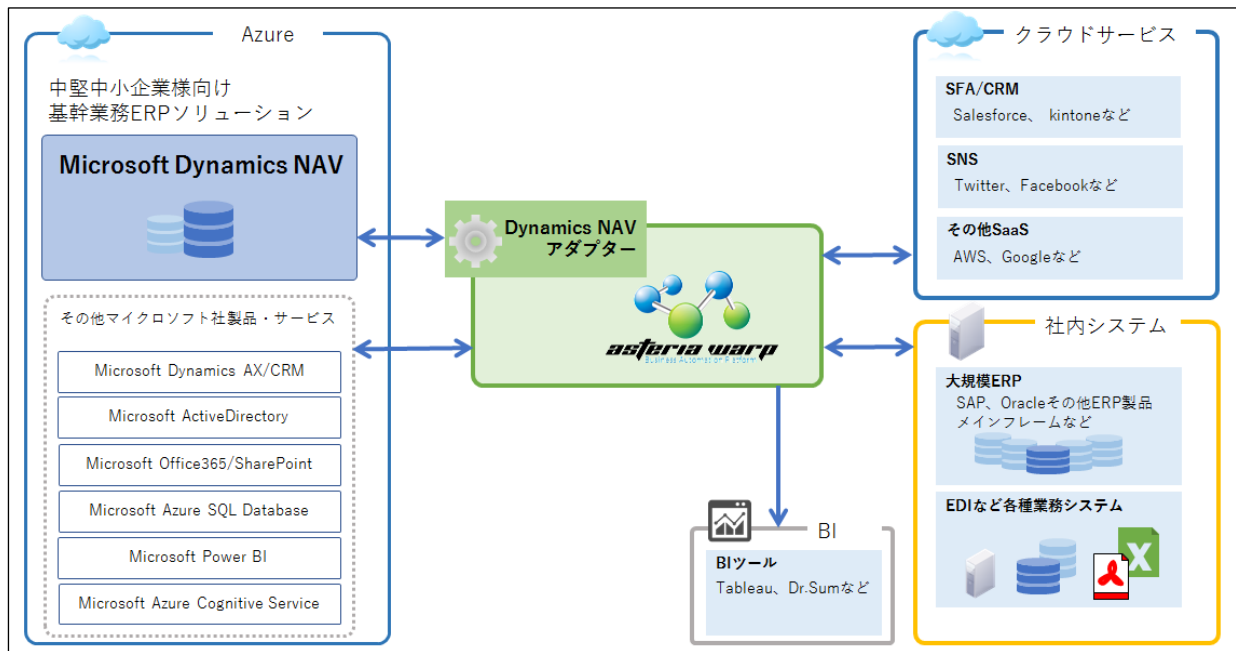 Azure
中堅中小企業様向け
基幹業務ERPソリューション
Microsoft Dynamics NAV
その他マイクロソフト社製品・サービス
Microsoft Dynamics AX/CRM
Microsoft ActiveDirectory
Microsoft Office365/SharePoint
Microsoft Azure SQL Database
Microsoft Power BI
Microsoft Azure Cognitive Service
Dynamics NAV
アダプター
asteria warp
Business Automation Platform
BI
BIツール
Tableau、Dr.Sumなど
クラウドサービス
SFA/CRM
Salesforce、 kintoneなど
SNS
Twitter、Facebookなど
その他SaaS
AWS、Googleなど
社内システム
大規模ERP
SAP、Oracleその他ERP製品
メインフレームなど
EDIなど各種業務システム
X